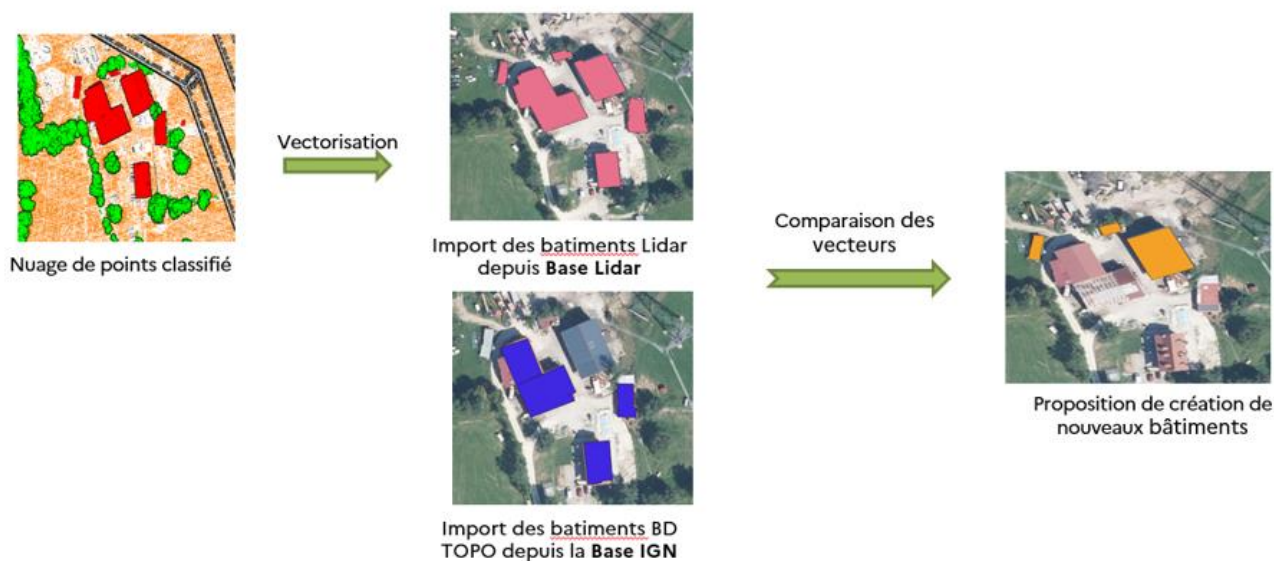 Nuage de points classifié
Vectorisation
Import des batiments Lidar
depuis Base Lidar
Import des batiments BD
TOPO depuis la Base IGN
Comparaison des
vecteurs
Proposition de création de
nouveaux bâtiments